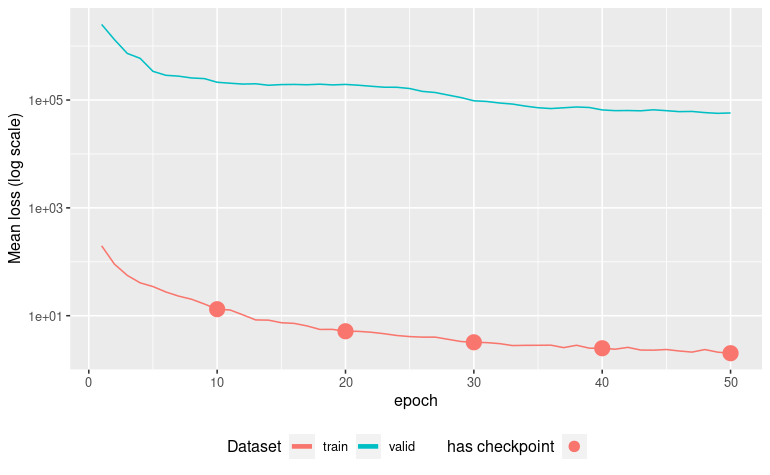 Mean loss (log scale)
1e+05
1e+03
1e+01
0 10 20 30 40 50
epoch
Dataset train valid has checkpoint